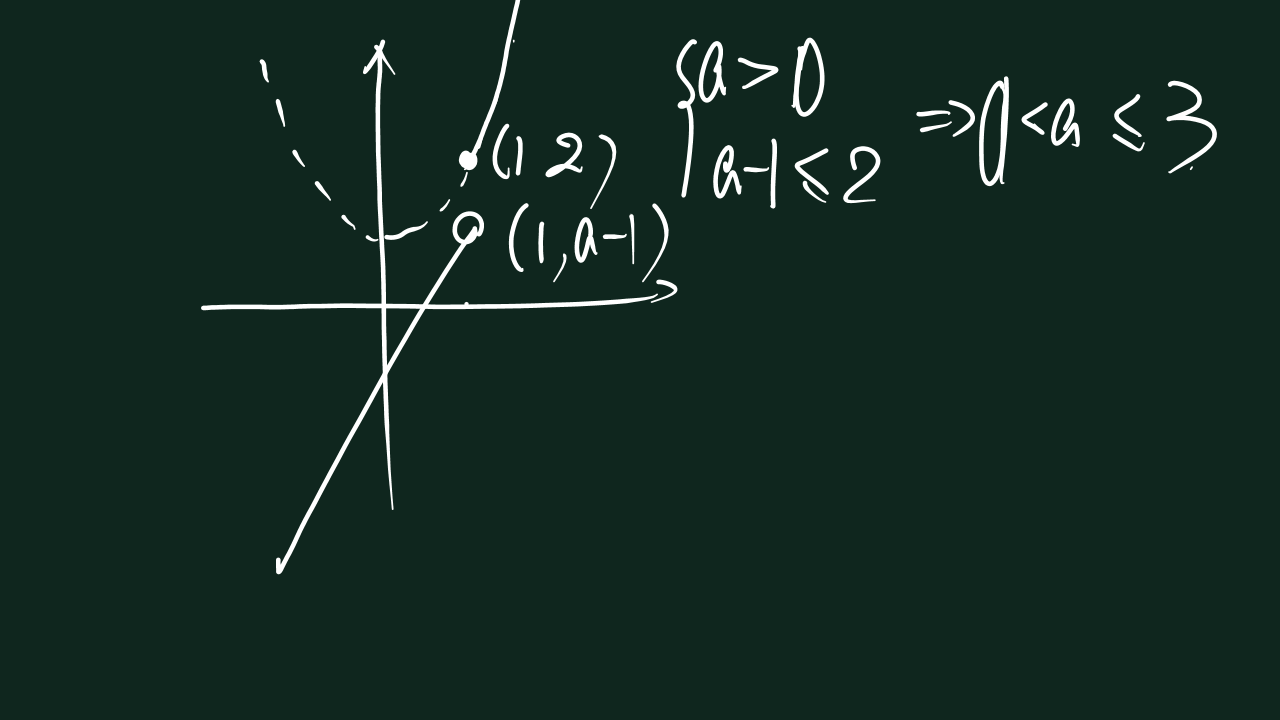 (1 2)
(1,a-1)
{a>0
a-1≤2
⇒0<a≤3